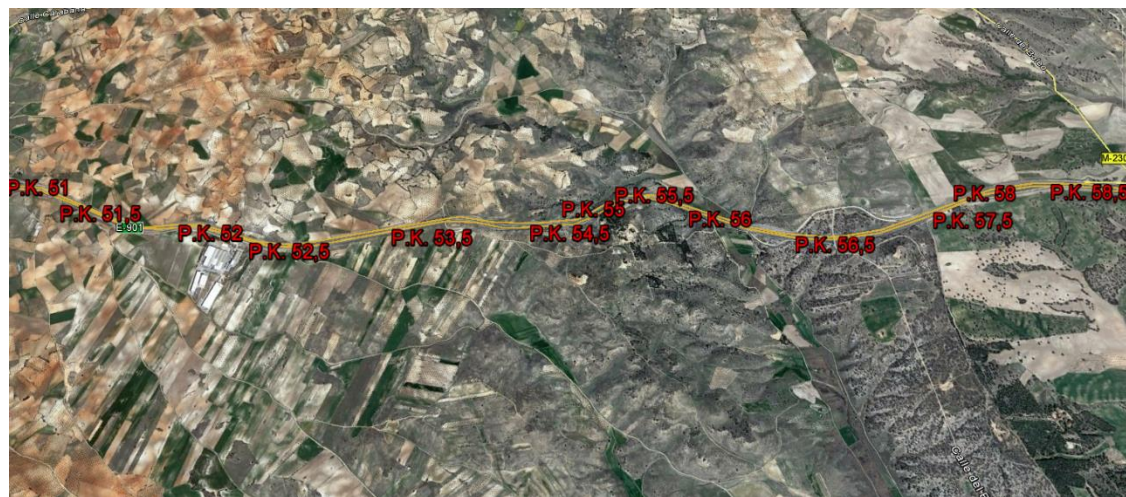 M-230
P.K. 51
P.K. 51,5
E-901
P.K. 52
P.K. 52,5
P.K. 53,5
P.K. 54,5
P.K. 55
P.K. 55,5
P.K. 56
P.K. 56,5
P.K. 57,5
P.K. 58
P.K. 58,5